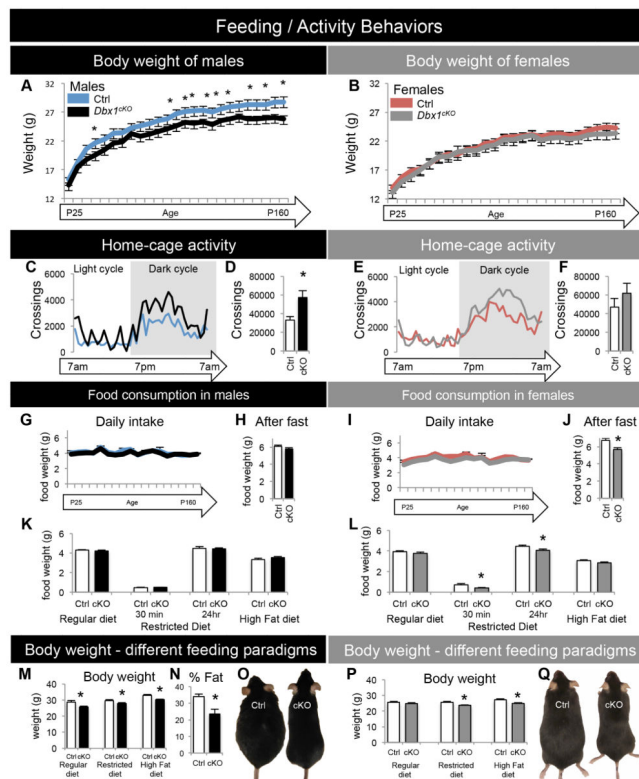 Feeding / Activity Behaviors
Body weight of males
Body weight of females
A
Males
Ctrl
Dbx1cKO
Weight (g)
32
27
22
17
12
* * * * * * * * *
P25 Age P160
B
Females
Ctrl
Dbx1cKO
Weight (g)
32
27
22
17
12
P25 Age P160
Home-cage activity
Home-cage activity
C
Light cycle Dark cycle
Crossings
6000
4000
2000
0
7am 7pm 7am
D
Crossings
80000
60000
40000
20000
0
*
Ctrl
cKO
E
Light cycle Dark cycle
Crossings
6000
4000
2000
0
7am 7pm 7am
F
Crossings
80000
60000
40000
20000
0
Ctrl
cKO
Food consumption in males
Food consumption in females
G
Daily intake
food weight (g)
8
6
4
2
0
P25 Age P160
H
After fast
food weight (g)
8
6
4
2
0
Ctrl
cKO
I
Daily intake
food weight (g)
8
6
4
2
0
P25 Age P160
J
After fast
food weight (g)
8
6
4
2
0
*
Ctrl
cKO
K
food weight (g)
6
4
2
0
Ctrl cKO Ctrl cKO Ctrl cKO Ctrl cKO
Regular diet 30 min 24hr High Fat diet
Restricted Diet
L
food weight (g)
6
4
2
0
* *
Ctrl cKO Ctrl cKO Ctrl cKO Ctrl cKO
Regular diet 30 min 24hr High Fat diet
Restricted Diet
Body weight - different feeding paradigms
Body weight - different feeding paradigms
M
Body weight
weight (g)
40
30
20
10
0
* * *
Ctrl cKO Ctrl cKO Ctrl cKO
Regular diet
Restricted diet
High Fat diet
N
% Fat
40
30
20
10
0
*
Ctrl cKO
O
Ctrl
cKO
P
Body weight
weight (g)
40
30
20
10
0
* *
Ctrl cKO Ctrl cKO Ctrl cKO
Regular diet
Restricted diet
High Fat diet
Q
Ctrl
cKO